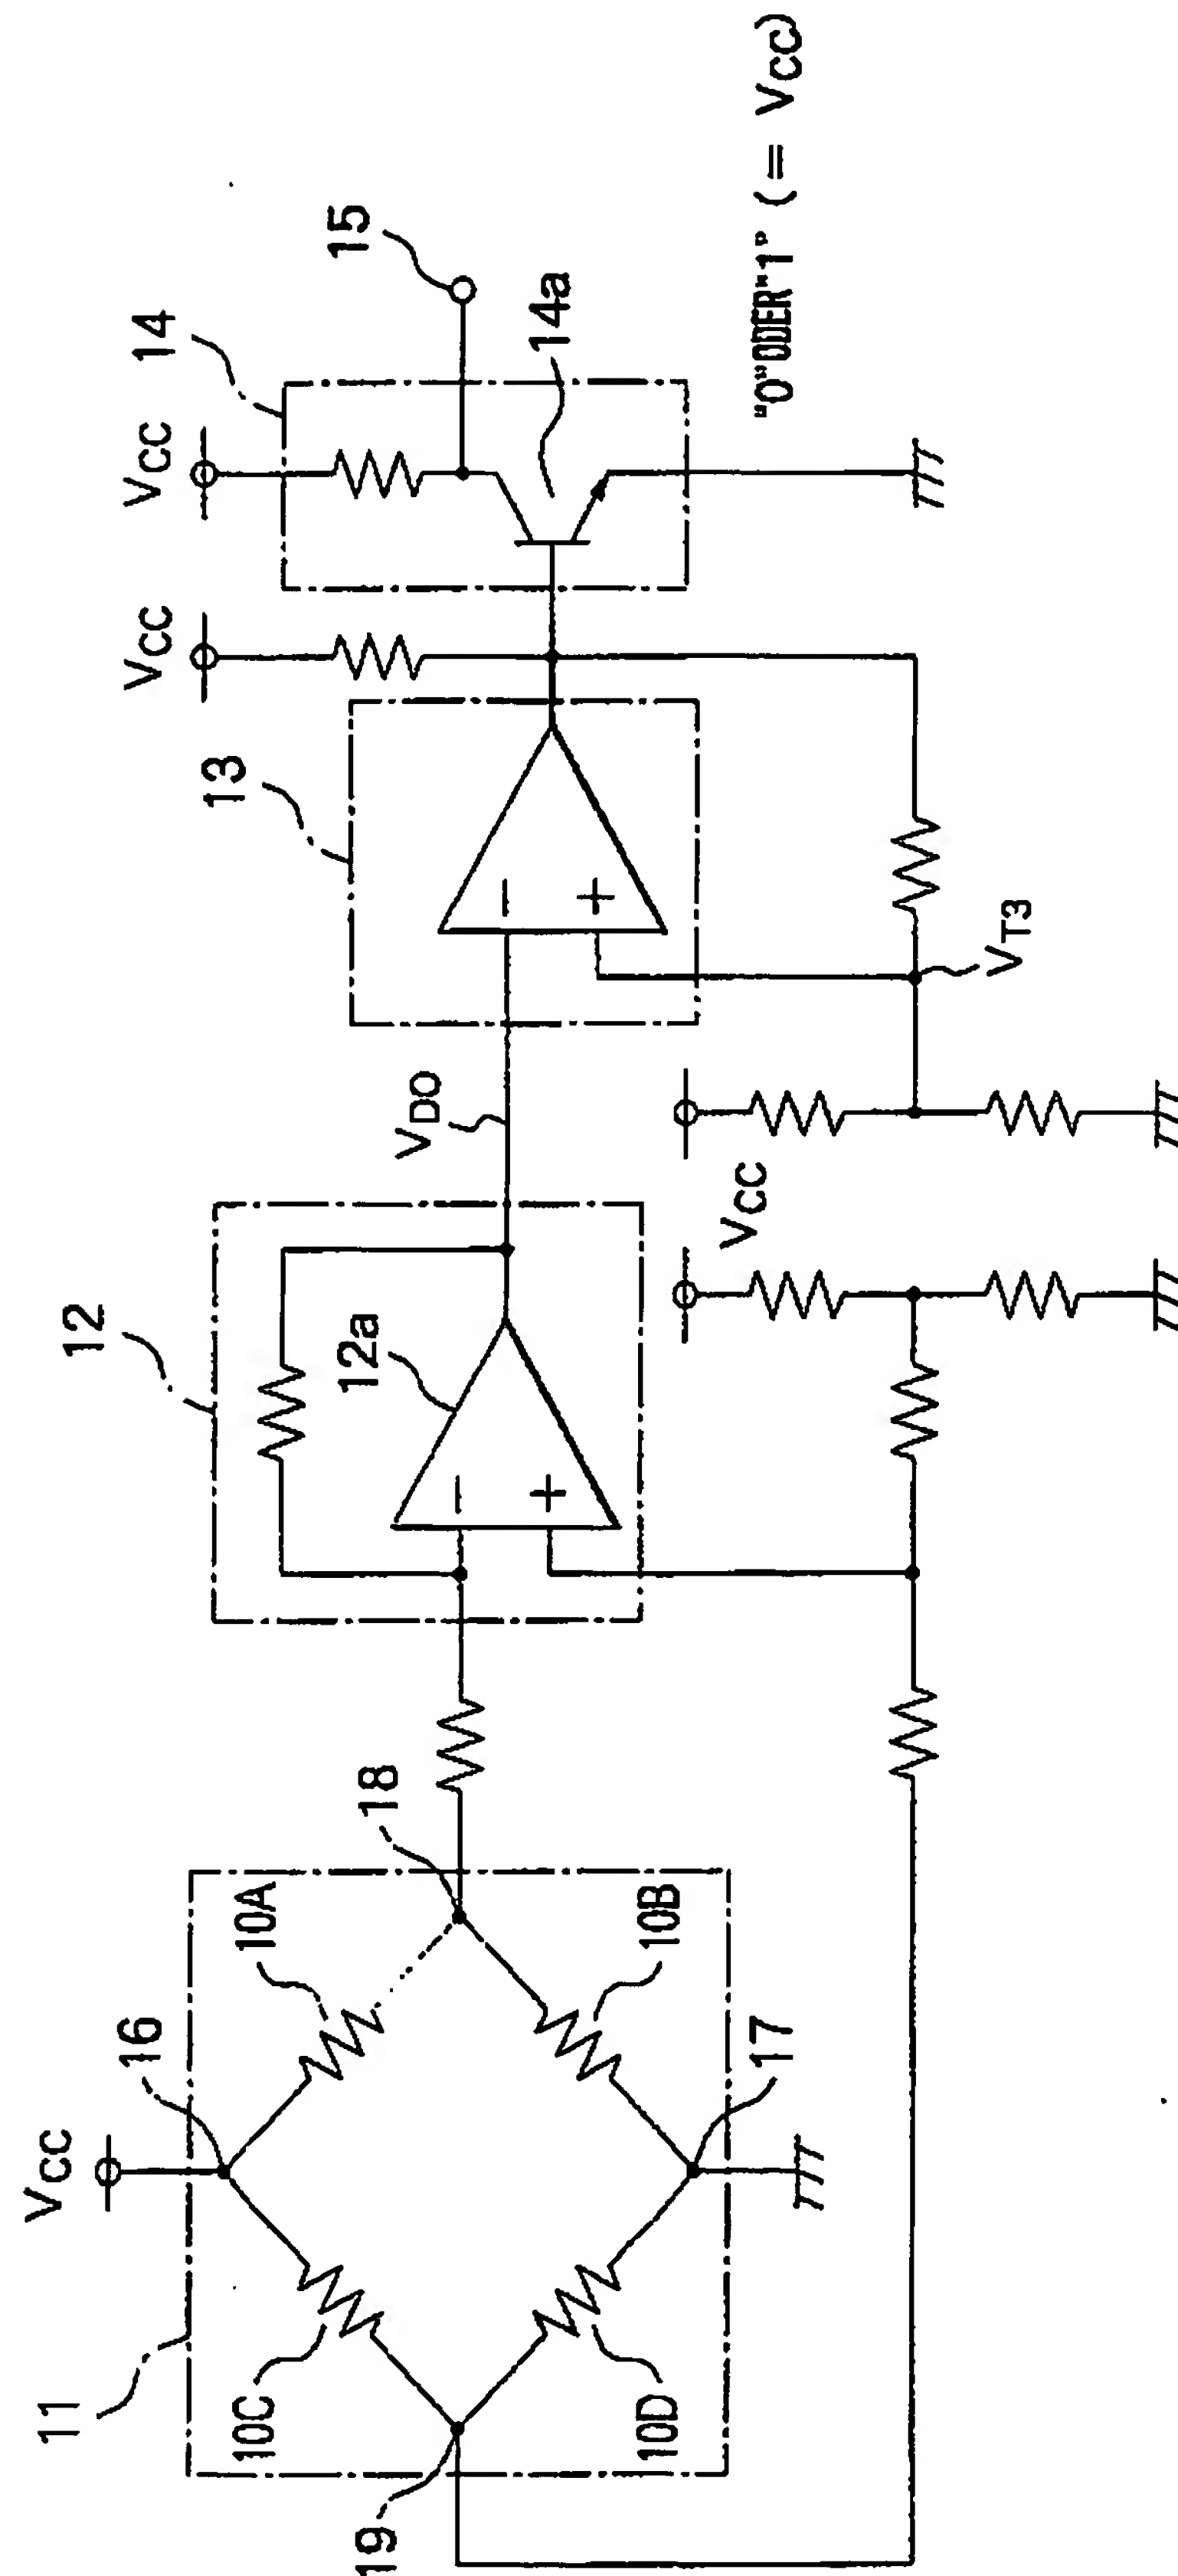 11
VCC
16
10C
10A
19
10D
17
10B
18
12
12a
VDO
VCC
13
VT3
VCC
14
VCC
14a
15
"0"ODER"1" (= VCC)